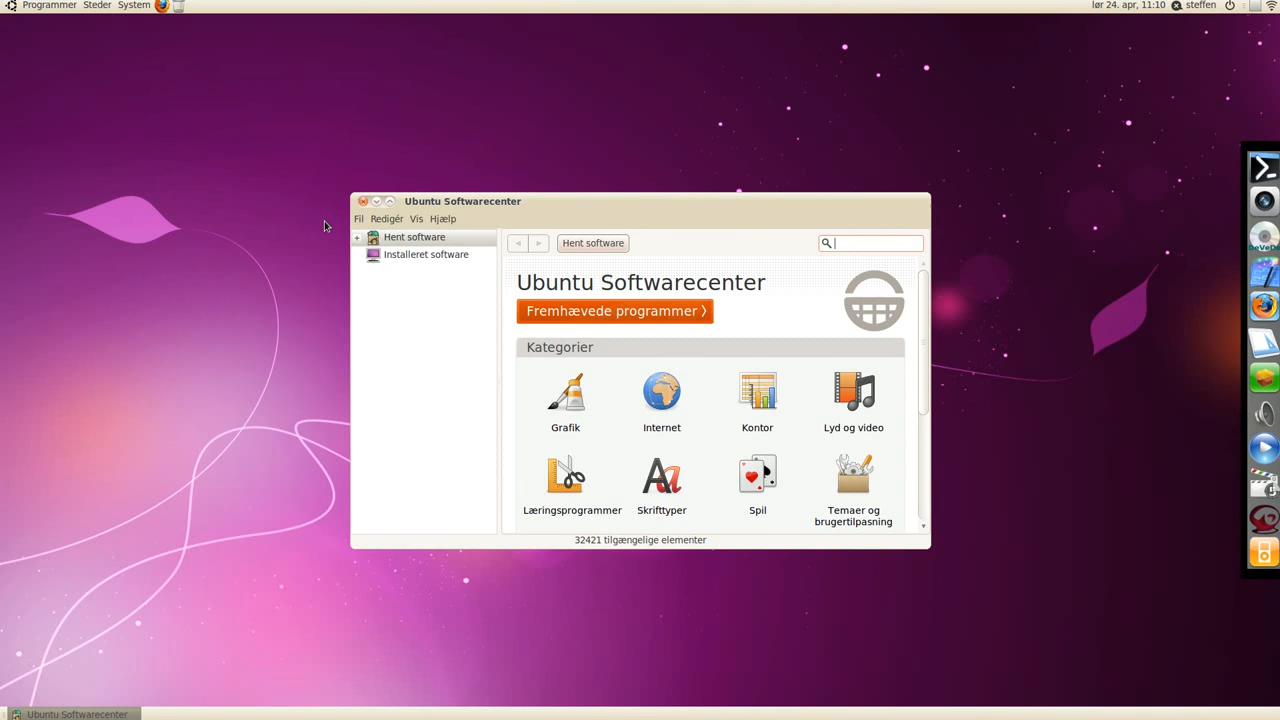 Programmer Steder System
lør 24. apr, 11:10 steffen
Ubuntu Softwarecenter
Fil Redigér Vis Hjælp
Hent software
Installeret software
Hent software
Ubuntu Softwarecenter
Fremhævede programmer
Kategorier
Grafik
Internet
Kontor
Lyd og video
Læringsprogrammer
Skrifttyper
Spil
Temaer og
brugertilpasning
32421 tilgængelige elementer
DeVeDe
Ubuntu Softwarecenter